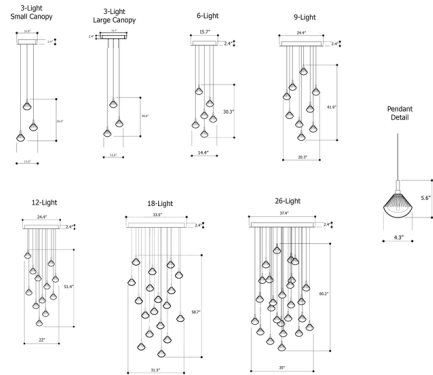 3-Light
Small Canopy
3-Light
Large Canopy
6-Light
15.7"
2.4"
30.3"
14.4"
9-Light
24.4"
2.4"
41.9"
20.3"
Pendant
Detail
5.6"
4.3"
12-Light
24.4"
2.4"
51.4"
22"
18-Light
33.8"
2.4"
58.7"
31.3"
26-Light
37.4"
2.4"
60.2"
35"